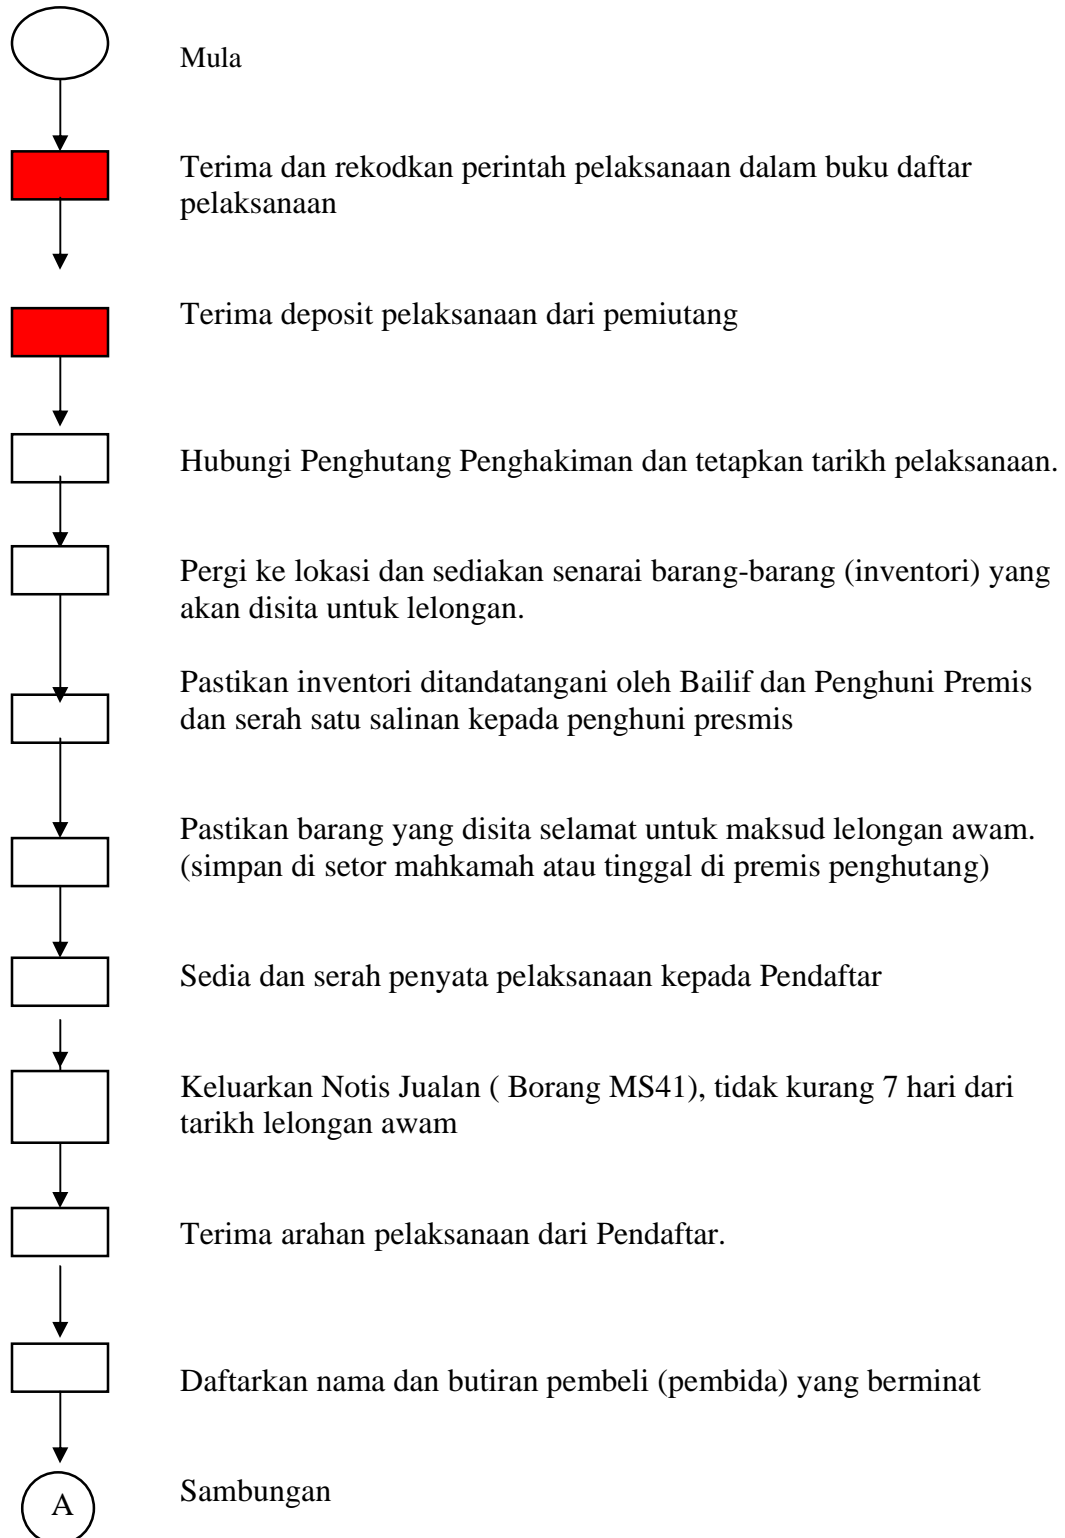 Mula
Terima dan rekodkan perintah pelaksanaan dalam buku daftar
pelaksanaan
Terima deposit pelaksanaan dari pemiutang
Hubungi Penghutang Penghakiman dan tetapkan tarikh pelaksanaan.
Pergi ke lokasi dan sediakan senarai barang-barang (inventori) yang
akan disita untuk lelongan.
Pastikan inventori ditandatangani oleh Bailif dan Penghuni Premis
dan serah satu salinan kepada penghuni presmis
Pastikan barang yang disita selamat untuk maksud lelongan awam.
(simpan di setor mahkamah atau tinggal di premis penghutang)
Sedia dan serah penyata pelaksanaan kepada Pendaftar
Keluarkan Notis Jualan ( Borang MS41), tidak kurang 7 hari dari
tarikh lelongan awam
Terima arahan pelaksanaan dari Pendaftar.
Daftarkan nama dan butiran pembeli (pembida) yang berminat
A
Sambungan